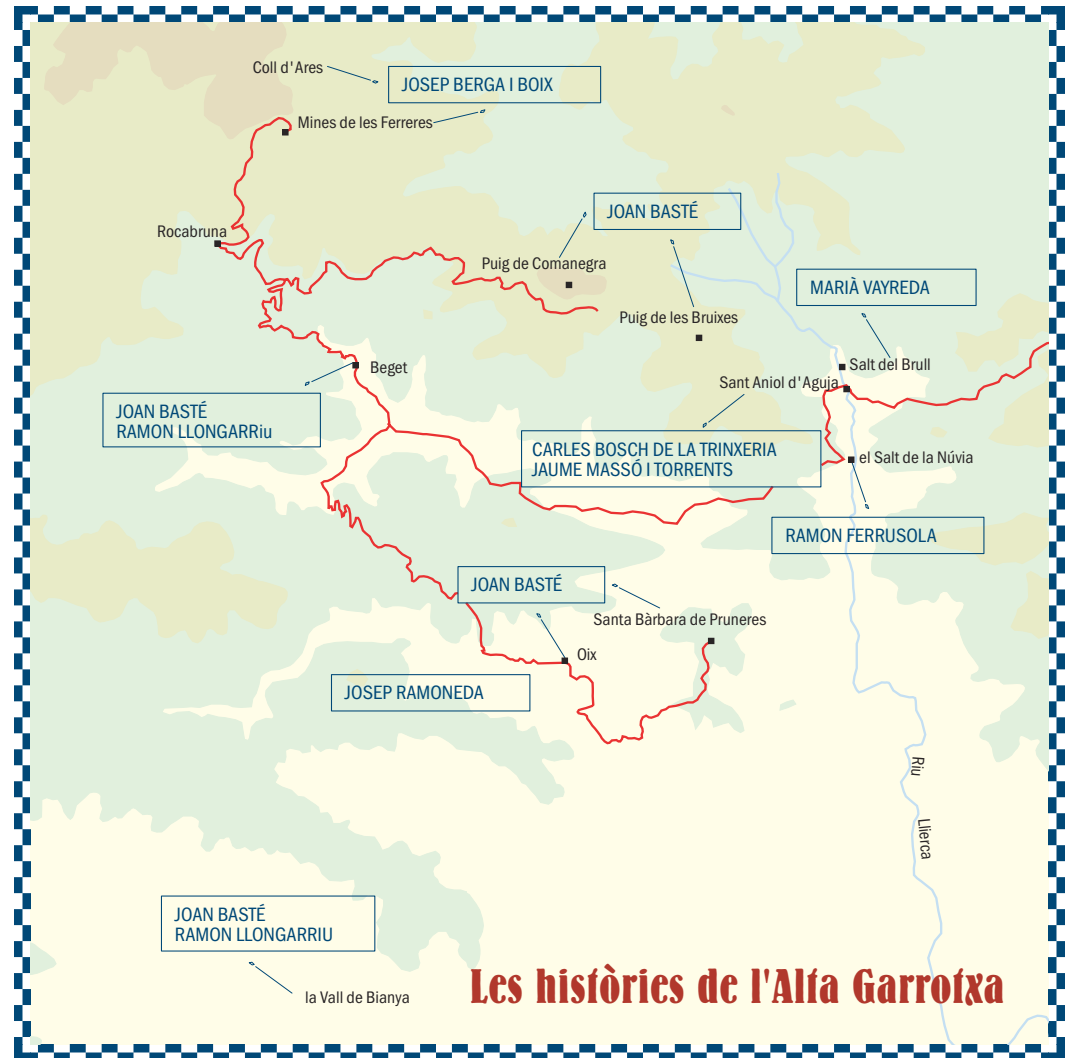 Coll d'Ares
JOSEP BERGA I BOIX
Mines de les Ferreres
JOAN BASTÉ
Rocabruna
Puig de Comanegra
MARIÀ VAYREDA
Puig de les Bruixes
Salt del Brull
Beget
Sant Aniol d'Aguja
JOAN BASTÉ
RAMON LLONGARRiu
CARLES BOSCH DE LA TRINXERIA
JAUME MASSÓ I TORRENTS
el Salt de la Núvia
RAMON FERRUSOLA
JOAN BASTÉ
Santa Bàrbara de Pruneres
Oix
JOSEP RAMONEDA
Riu
Llierca
JOAN BASTÉ
RAMON LLONGARRIU
la Vall de Bianya
Les històries de l'Alta Garrotxa